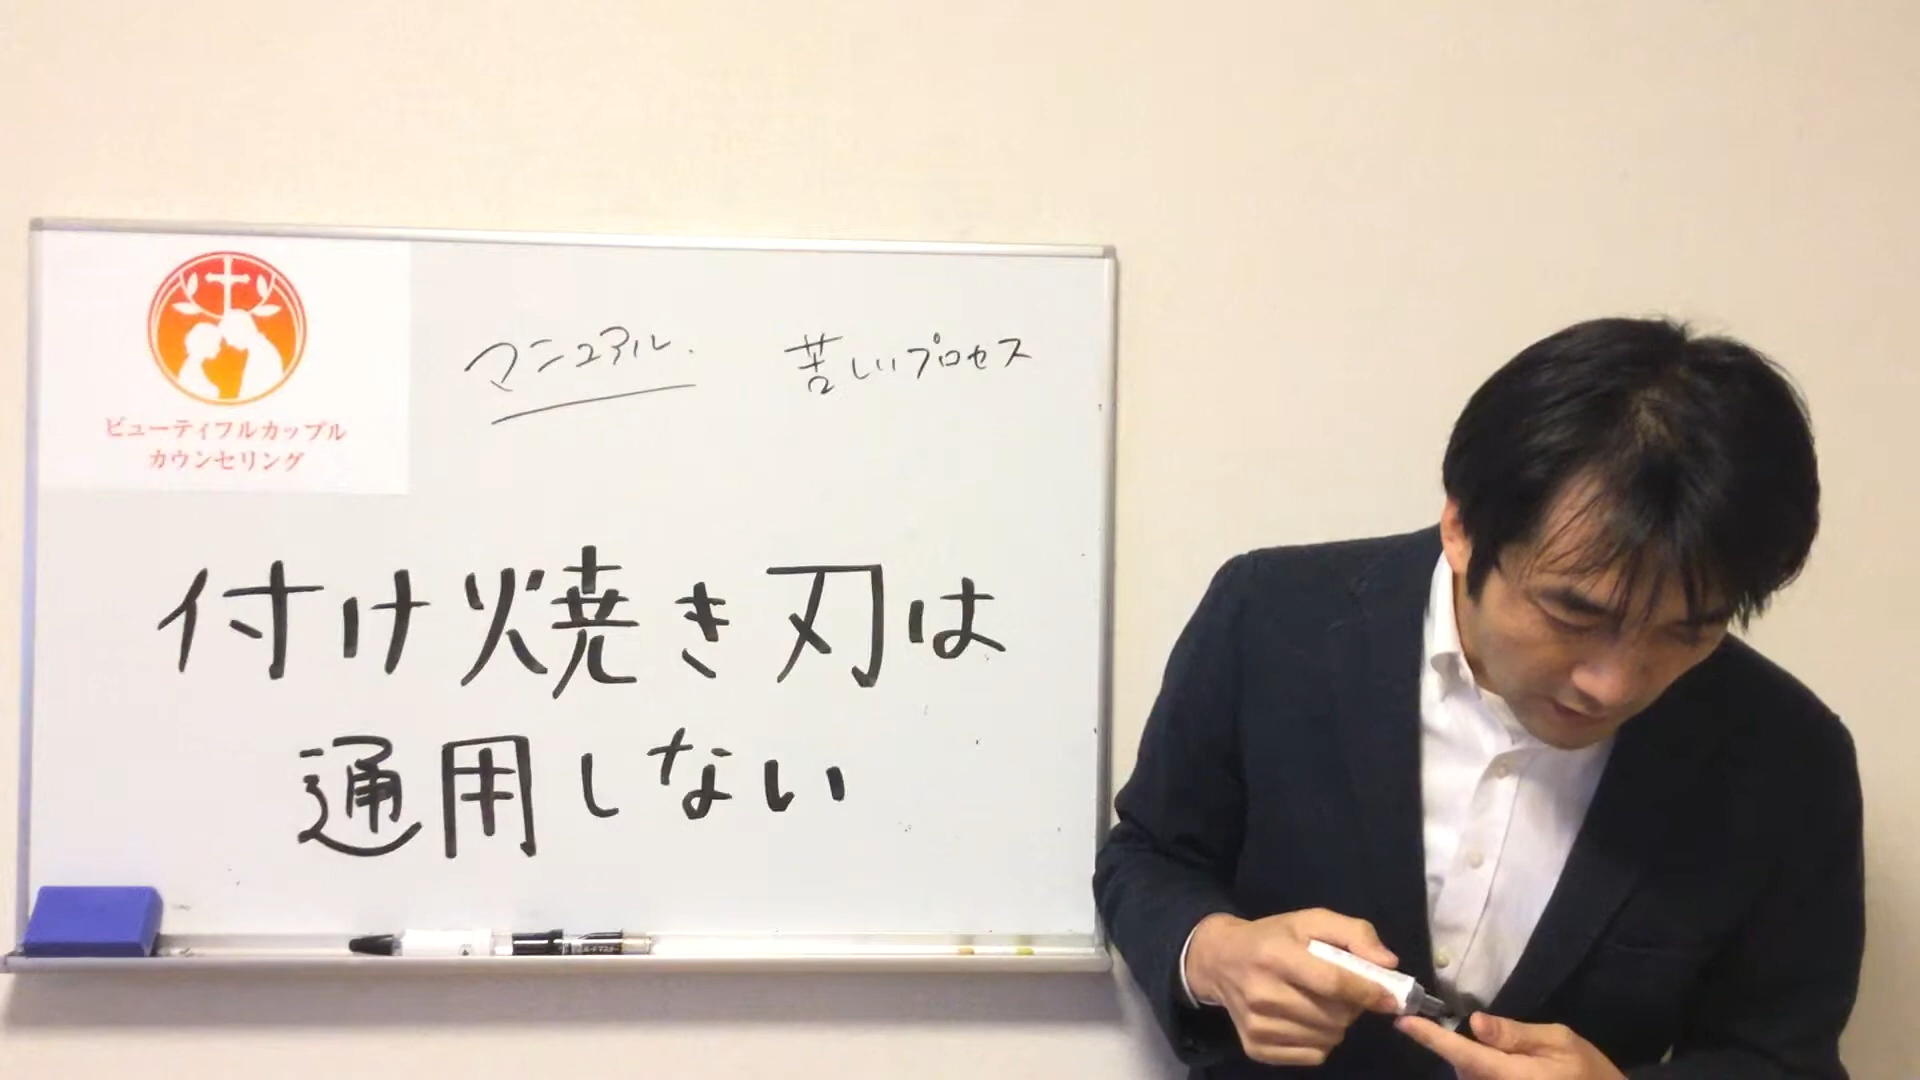 ビューティフルカップル
カウンセリング
マニュアル.
苦しいプロセス
付け焼き刃は
通用しない